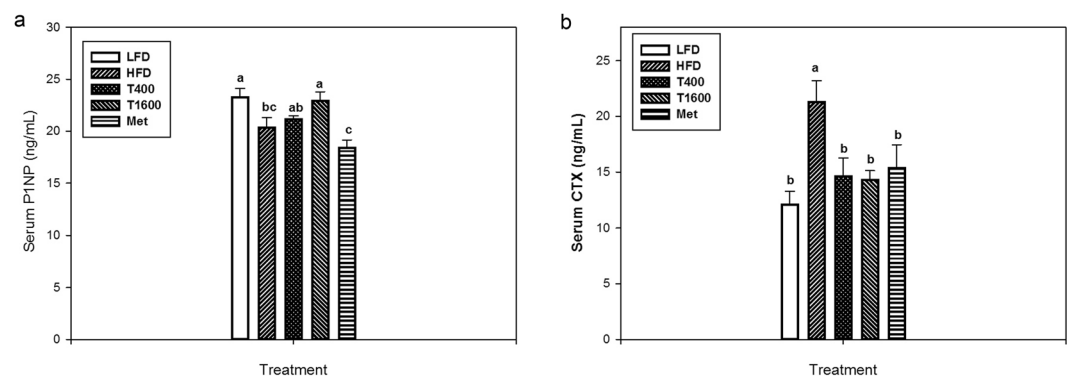 a
30
25
20
15
10
5
0
Serum P1NP (ng/mL)
LFD
HFD
T400
T1600
Met
a
bc
ab
a
c
Treatment
b
25
20
15
10
5
0
Serum CTX (ng/mL)
LFD
HFD
T400
T1600
Met
b
a
b
b
b
Treatment